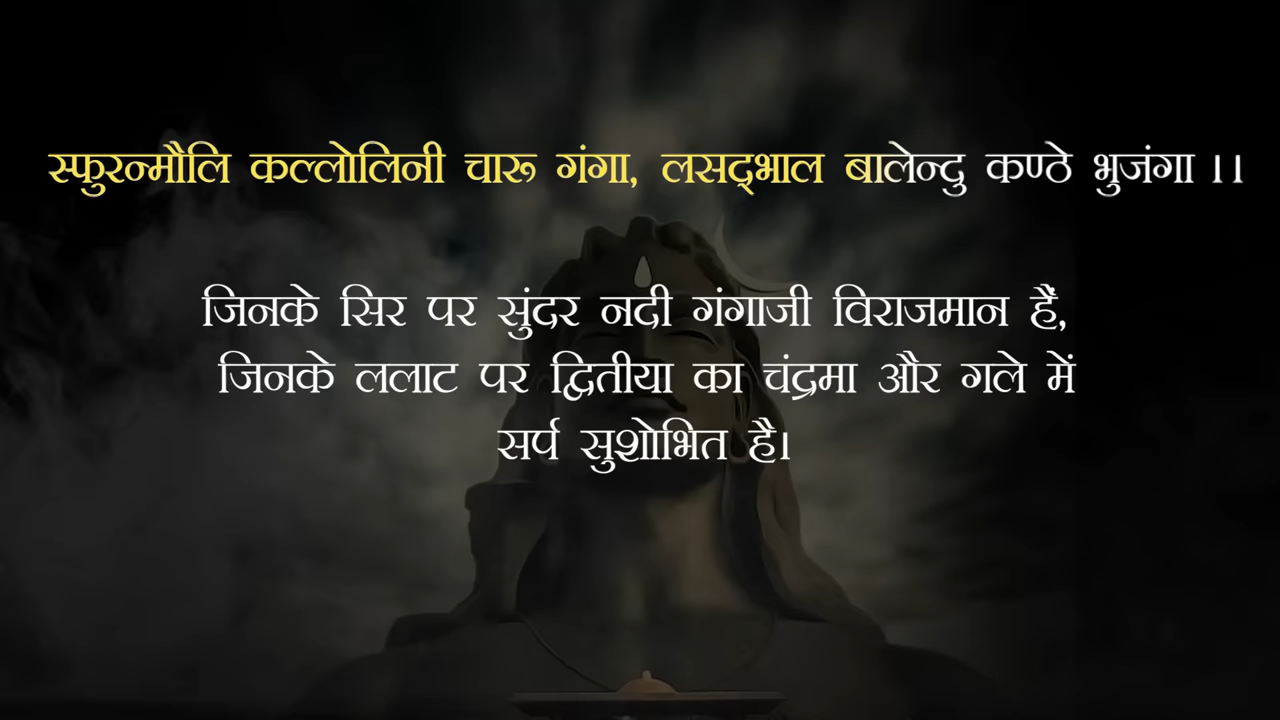 स्फुरन्मौलि कल्लोलिनी चारू गंगा, लसद्भाल बालेन्दु कण्ठे भुजंगा ।।
जिनके सिर पर सुंदर नदी गंगाजी विराजमान हैं,
जिनके ललाट पर द्वितीया का चंद्रमा और गले में
सर्प सुशोभित है।